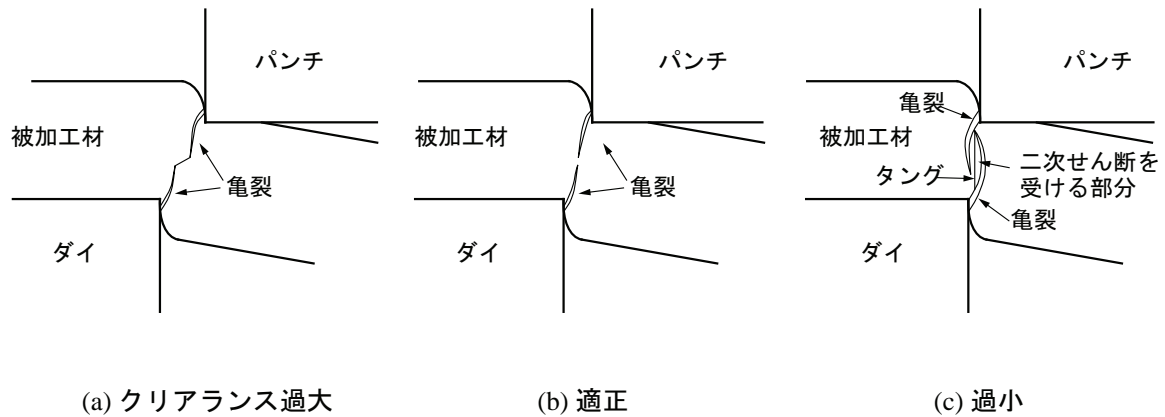 パンチ
被加工材
亀裂
ダイ
(a) クリアランス過大
パンチ
被加工材
亀裂
ダイ
(b) 適正
パンチ
亀裂
被加工材
タング
二次せん断を
受ける部分
亀裂
ダイ
(c) 過小